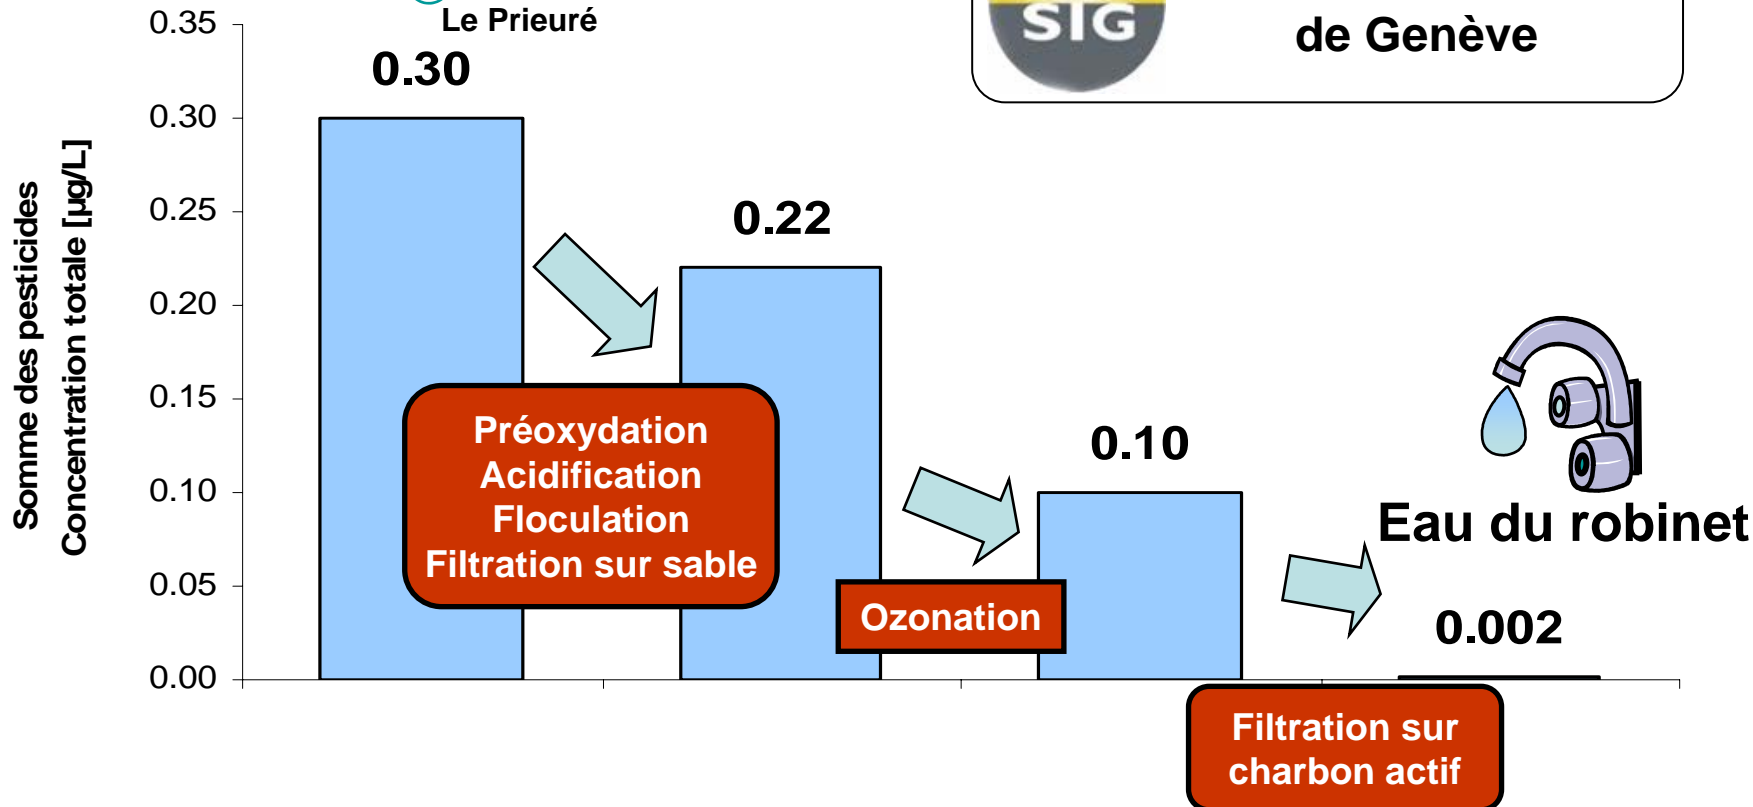 Le Prieuré
SIG
de Genève
Somme des pesticides
Concentration totale [µg/L]
0.35
0.30
0.25
0.20
0.15
0.10
0.05
0.00
0.30
0.22
0.10
0.002
Préoxydation
Acidification
Floculation
Filtration sur sable
Ozonation
Eau du robinet
Filtration sur
charbon actif